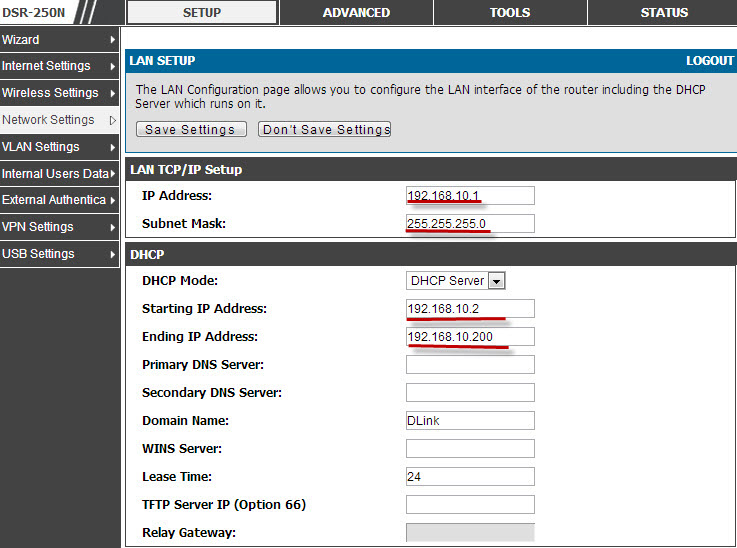 DSR-250N SETUP ADVANCED TOOLS STATUS
Wizard
Internet Settings
Wireless Settings
Network Settings
VLAN Settings
Internal Users Data
External Authentica
VPN Settings
USB Settings
LAN SETUP LOGOUT
The LAN Configuration page allows you to configure the LAN interface of the router including the DHCP
Server which runs on it.
Save Settings Don't Save Settings
LAN TCP/IP Setup
IP Address: 192.168.10.1
Subnet Mask: 255.255.255.0
DHCP
DHCP Mode: DHCP Server
Starting IP Address: 192.168.10.2
Ending IP Address: 192.168.10.200
Primary DNS Server:
Secondary DNS Server:
Domain Name: DLink
WINS Server:
Lease Time: 24
TFTP Server IP (Option 66)
Relay Gateway: